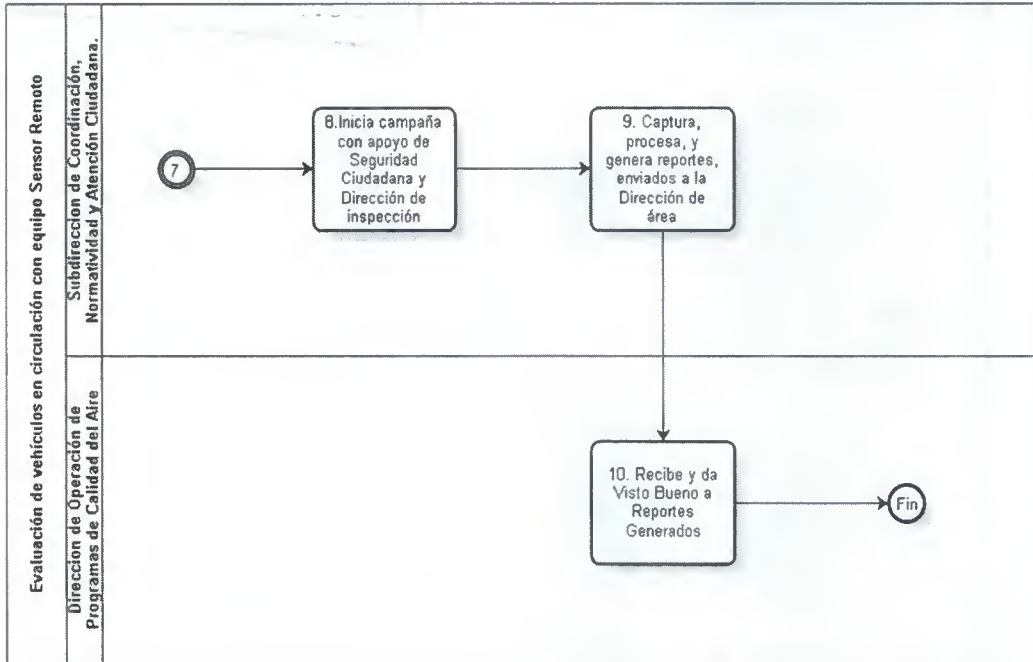 Evaluación de vehículos en circulación con equipo Sensor Remoto
Subdireccion de Coordinación,
Normatividad y Atención Ciudadana.
7
8.Inicia campaña
con apoyo de
Seguridad
Ciudadana y
Dirección de
inspección
9. Captura,
procesa, y
genera reportes,
enviados a la
Dirección de
área
Direccion de Operación de
Programas de Calidad del Aire
10. Recibe y da
Visto Bueno a
Reportes
Generados
Fin